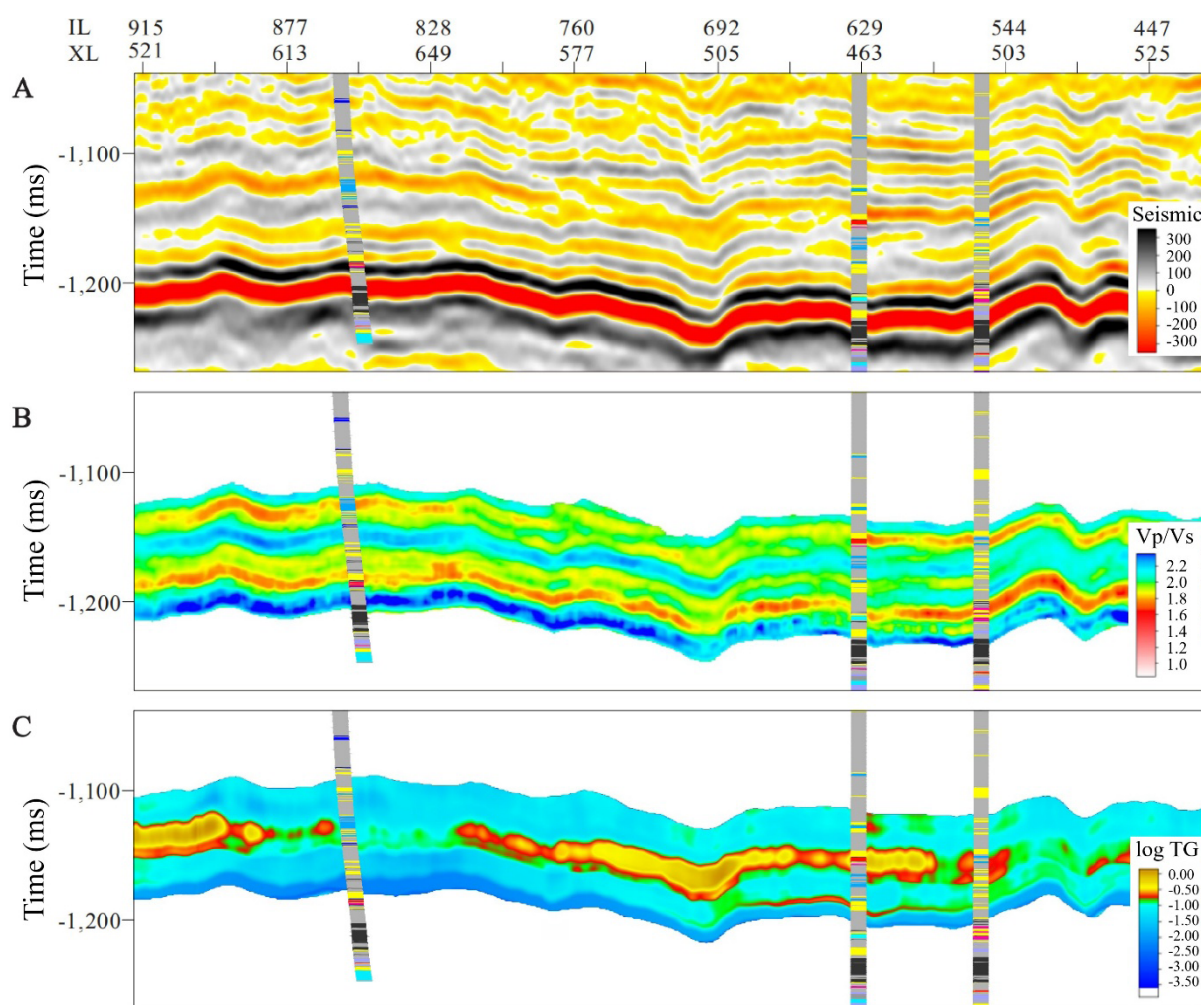 IL 915 877 828 760 692 629 544 447
XL 521 613 649 577 505 463 503 525
A
-1,100
-1,200
Time (ms)
Seismic
300
200
100
0
-100
-200
-300
B
-1,100
-1,200
Time (ms)
Vp/Vs
2.2
2.0
1.8
1.6
1.4
1.2
1.0
C
-1,100
-1,200
Time (ms)
log TG
0.00
-0.50
-1.00
-1.50
-2.00
-2.50
-3.00
-3.50